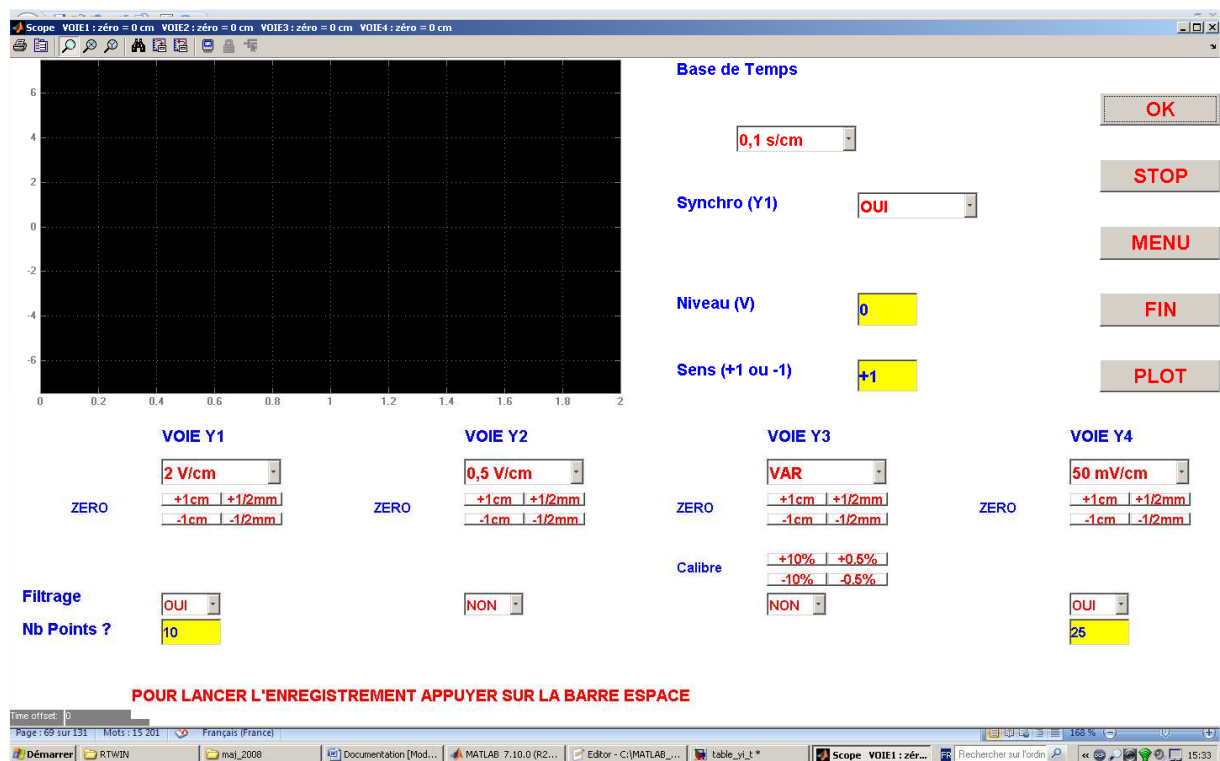 Scope VOIE1 : zéro = 0 cm VOIE2 : zéro = 0 cm VOIE3 : zéro = 0 cm VOIE4 : zéro = 0 cm
Base de Temps
6
OK
4
0,1 s/cm
2
STOP
Synchro (Y1) OUI
0
MENU
-2
Niveau (V) 0 FIN
-4
-6
Sens (+1 ou -1) +1 PLOT
0 0.2 0.4 0.6 0.8 1 1.2 1.4 1.6 1.8 2
VOIE Y1 VOIE Y2 VOIE Y3 VOIE Y4
2 V/cm 0,5 V/cm VAR 50 mV/cm
+1cm +1/2mm +1cm +1/2mm +1cm +1/2mm +1cm +1/2mm
ZERO ZERO ZERO ZERO
-1cm -1/2mm -1cm -1/2mm -1cm -1/2mm -1cm -1/2mm
+10% +0.5%
Calibre
-10% -0.5%
Filtrage OUI NON NON OUI
Nb Points ? 10 25
POUR LANCER L'ENREGISTREMENT APPUYER SUR LA BARRE ESPACE
Time offset: 0
Page : 69 sur 131 Mots : 15 201 Français (France) 168 %
Démarrer RTWIN maj_2008 Documentation [Mod... MATLAB 7.10.0 (R2... Editor - C:\MATLAB_... table_yi_t * Scope VOIE1 : zér... FR Rechercher sur l'ordin 15:33